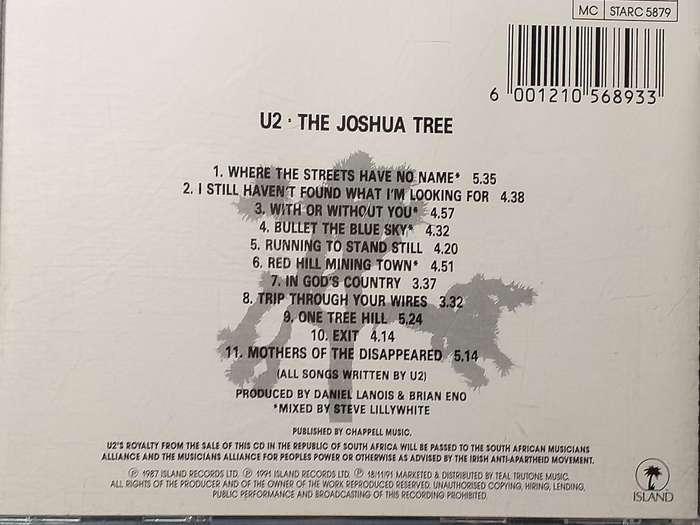 MC STARC 5879
6 001210 568933
U2 · THE JOSHUA TREE
1. WHERE THE STREETS HAVE NO NAME* 5.35
2. I STILL HAVEN'T FOUND WHAT I'M LOOKING FOR 4.38
3. WITH OR WITHOUT YOU* 4.57
4. BULLET THE BLUE SKY* 4.32
5. RUNNING TO STAND STILL 4.20
6. RED HILL MINING TOWN* 4.51
7. IN GOD'S COUNTRY 3.37
8. TRIP THROUGH YOUR WIRES 3.32
9. ONE TREE HILL 5.24
10. EXIT 4.14
11. MOTHERS OF THE DISAPPEARED 5.14
(ALL SONGS WRITTEN BY U2)
PRODUCED BY DANIEL LANOIS & BRIAN ENO
*MIXED BY STEVE LILLYWHITE
PUBLISHED BY CHAPPELL MUSIC.
U2'S ROYALTY FROM THE SALE OF THIS CD IN THE REPUBLIC OF SOUTH AFRICA WILL BE PASSED TO THE SOUTH AFRICAN MUSICIANS
ALLIANCE AND THE MUSICIANS ALLIANCE FOR PEOPLES POWER OR OTHERWISE AS ADVISED BY THE IRISH ANTI-APARTHEID MOVEMENT.
℗ 1987 ISLAND RECORDS LTD. ℗ 1991 ISLAND RECORDS LTD. ℗ 18/11/91 MARKETED & DISTRIBUTED BY TEAL TRUTONE MUSIC.
ALL RIGHTS OF THE PRODUCER AND OF THE OWNER OF THE WORK REPRODUCED RESERVED. UNAUTHORISED COPYING, HIRING, LENDING,
PUBLIC PERFORMANCE AND BROADCASTING OF THIS RECORDING PROHIBITED.
ISLAND